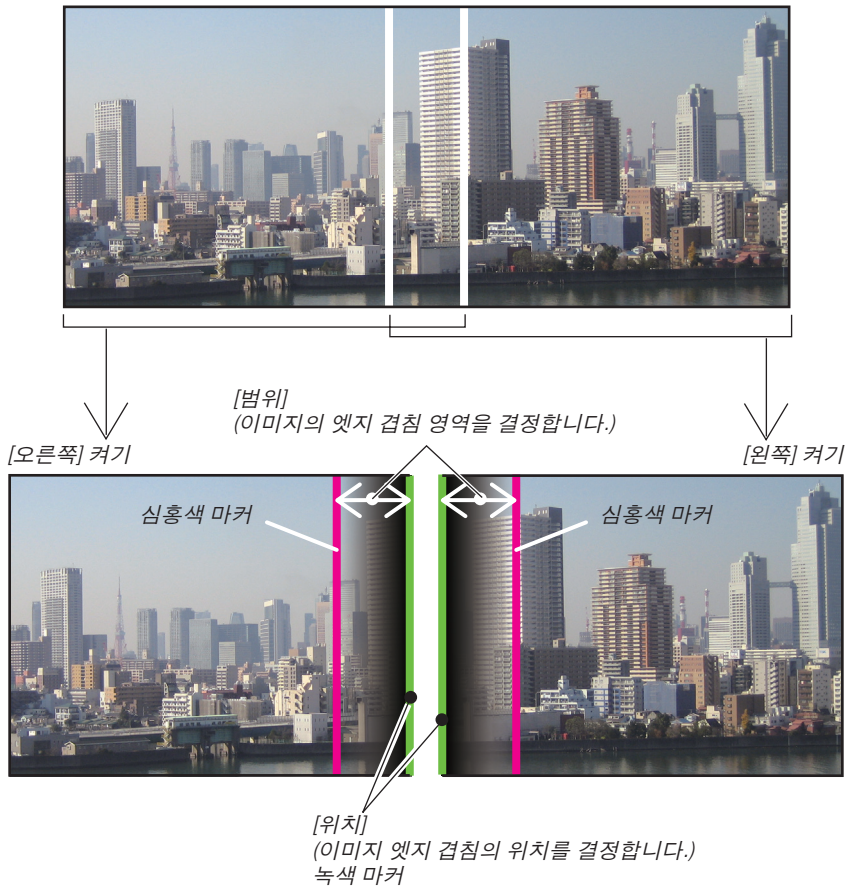 [범위]
(이미지의 엣지 겹침 영역을 결정합니다.)
[오른쪽] 켜기
[왼쪽] 켜기
심홍색 마커
심홍색 마커
[위치]
(이미지 엣지 겹침의 위치를 결정합니다.)
녹색 마커